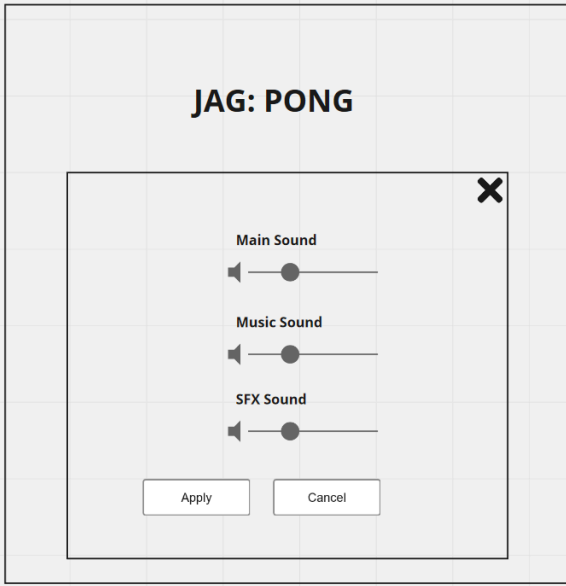 JAG: PONG
Main Sound
Music Sound
SFX Sound
Apply
Cancel